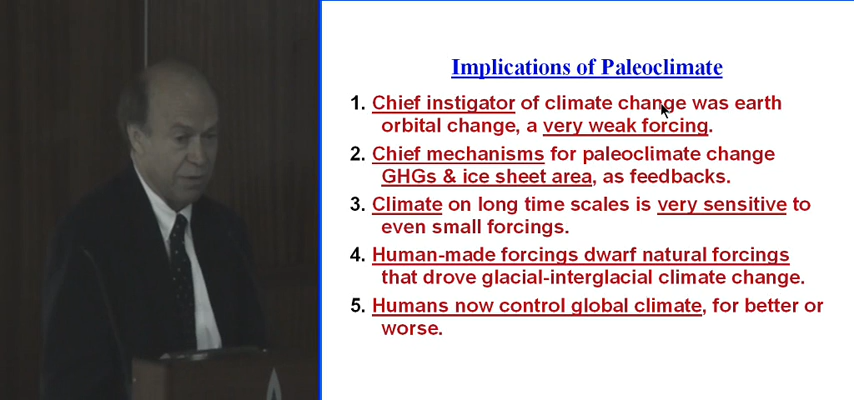 Implications of Paleoclimate
1. Chief instigator of climate change was earth
orbital change, a very weak forcing.
2. Chief mechanisms for paleoclimate change
GHGs & ice sheet area, as feedbacks.
3. Climate on long time scales is very sensitive to
even small forcings.
4. Human-made forcings dwarf natural forcings
that drove glacial-interglacial climate change.
5. Humans now control global climate, for better or
worse.